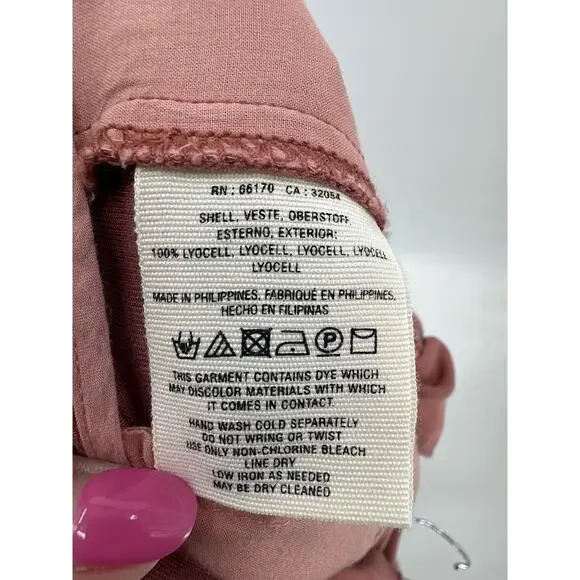 RN : 66170 CA : 32054
SHELL, VESTE, OBERSTOFF
ESTERNO, EXTERIOR:
100% LYOCELL, LYOCELL, LYOCELL, LYOCELL
LYOCELL
MADE IN PHILIPPINES, FABRIQUÉ EN PHILIPPINES,
HECHO EN FILIPINAS
P
THIS GARMENT CONTAINS DYE WHICH
MAY DISCOLOR MATERIALS WITH WHICH
IT COMES IN CONTACT.
HAND WASH COLD SEPARATELY
DO NOT WRING OR TWIST
USE ONLY NON-CHLORINE BLEACH
LINE DRY
LOW IRON AS NEEDED
MAY BE DRY CLEANED